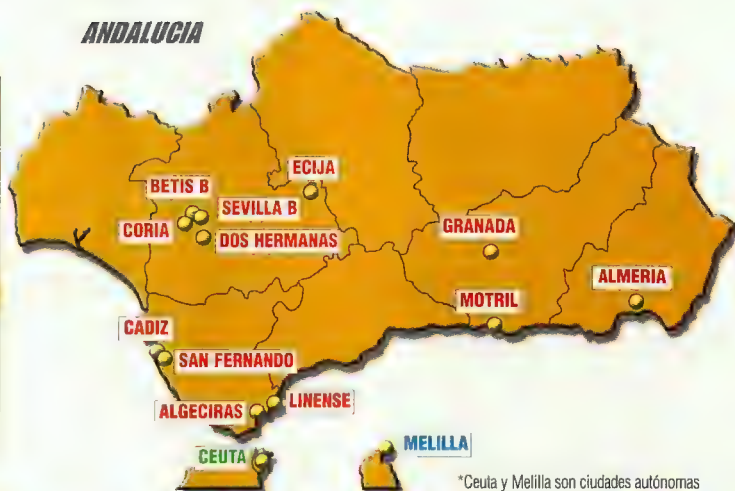 ANDALUCIA
ECIJA
BETIS B
SEVILLA B
CORIA
DOS HERMANAS
GRANADA
ALMERIA
MOTRIL
CADIZ
SAN FERNANDO
ALGECIRAS
LINENSE
CEUTA
MELILLA
*Ceuta y Melilla son ciudades autónomas